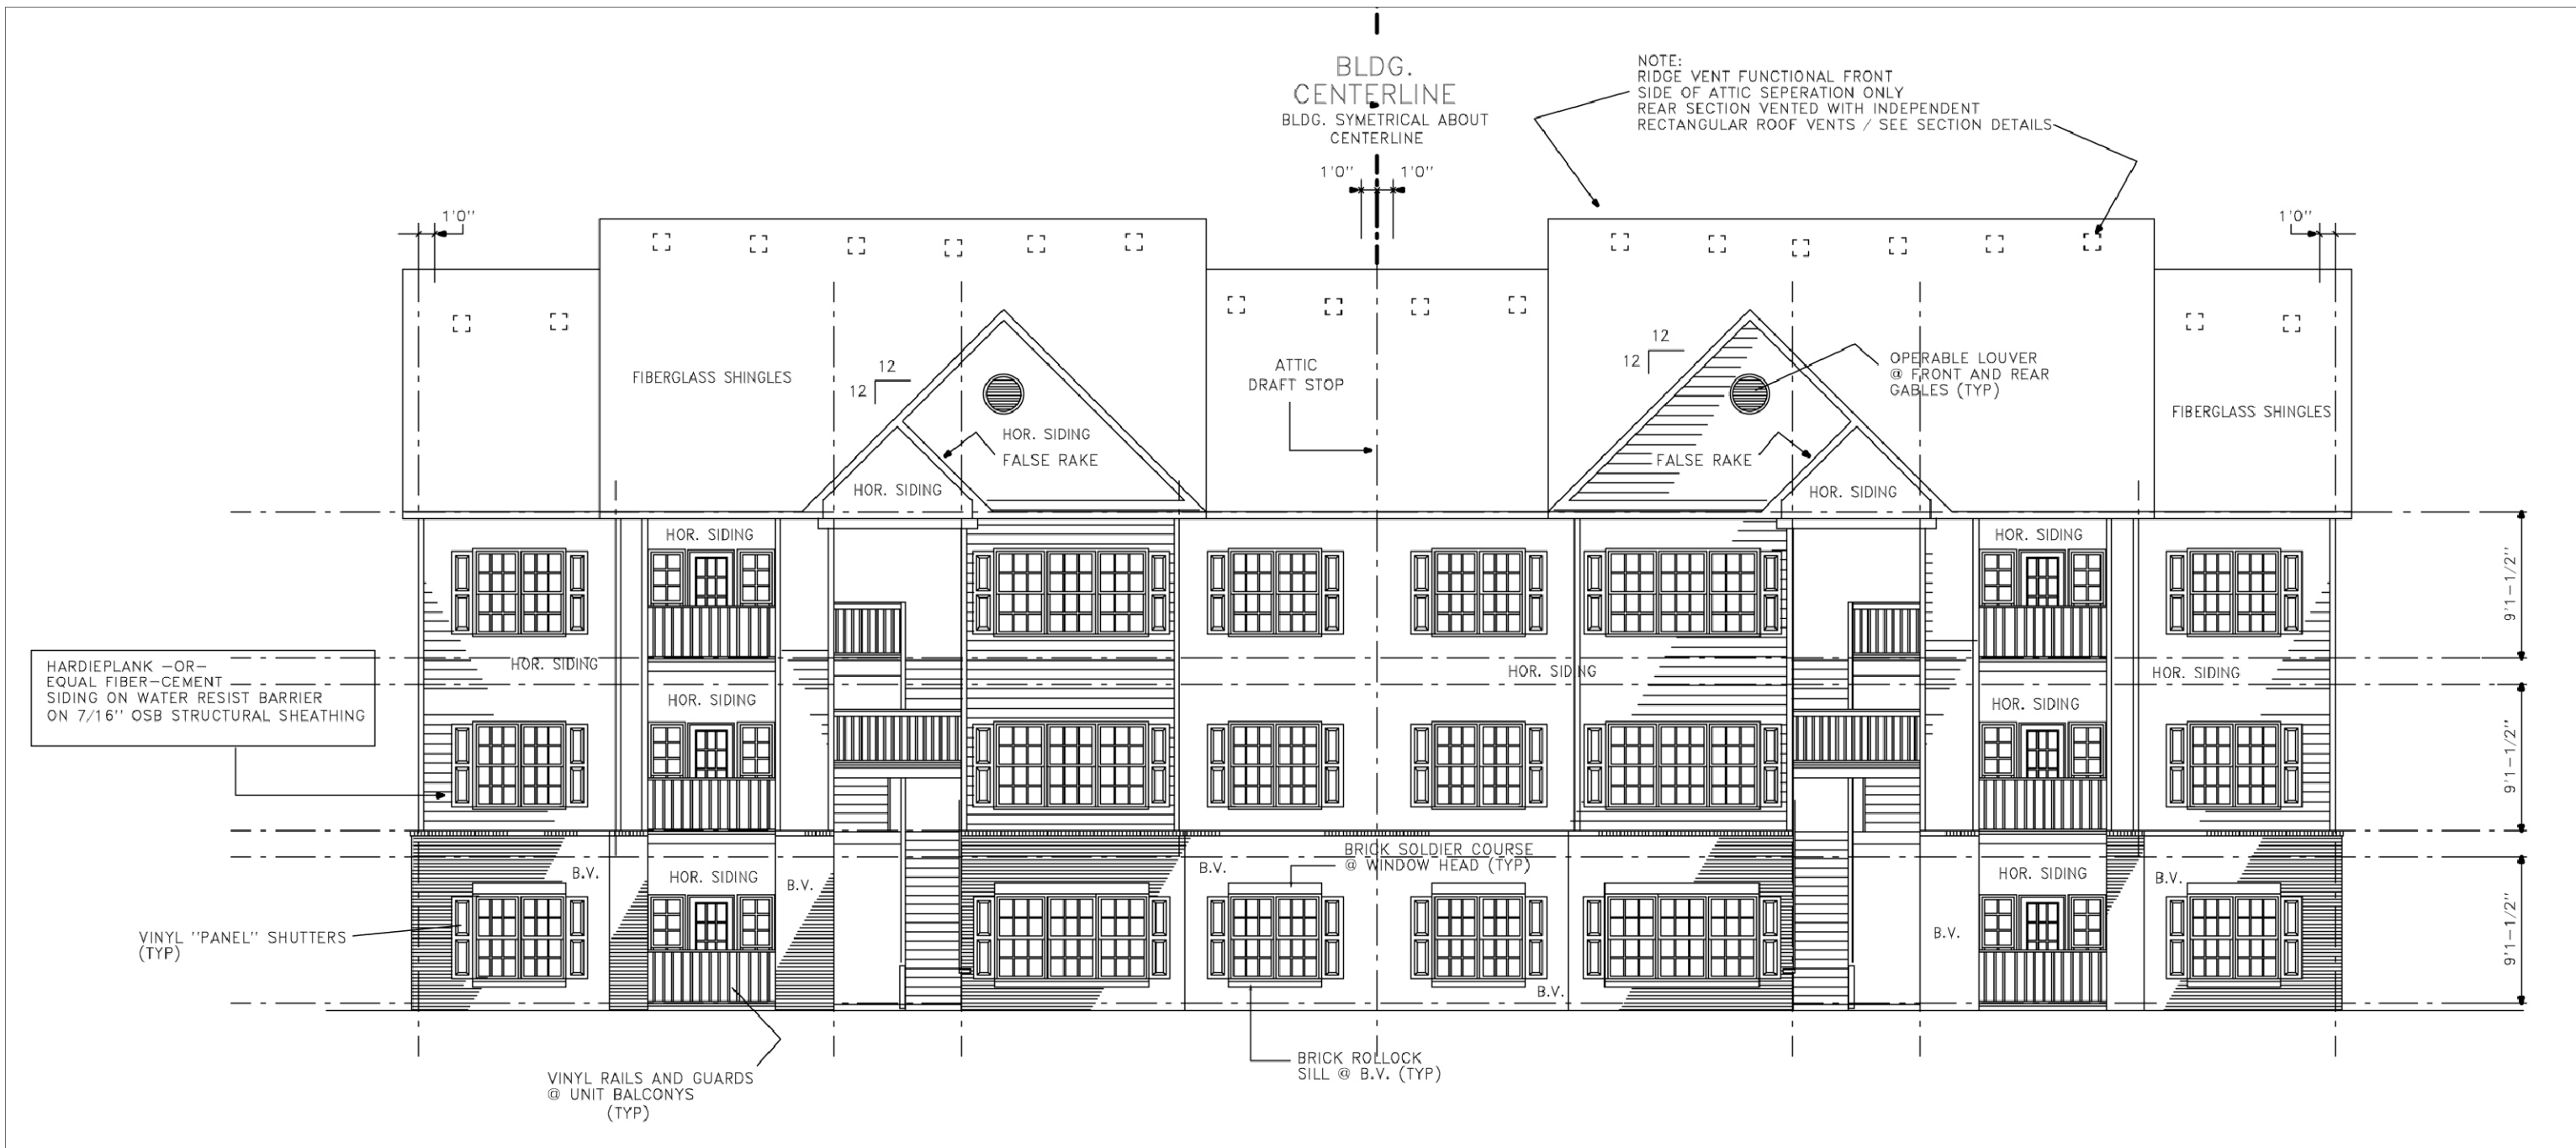 BLDG.
CENTERLINE
BLDG. SYMETRICAL ABOUT
CENTERLINE
1'0"
1'0"
NOTE:
RIDGE VENT FUNCTIONAL FRONT
SIDE OF ATTIC SEPERATION ONLY
REAR SECTION VENTED WITH INDEPENDENT
RECTANGULAR ROOF VENTS / SEE SECTION DETAILS
1'0"
1'0"
12
12
12
12
FIBERGLASS SHINGLES
ATTIC
DRAFT STOP
OPERABLE LOUVER
@ FRONT AND REAR
GABLES (TYP)
FIBERGLASS SHINGLES
HOR. SIDING
FALSE RAKE
FALSE RAKE
HOR. SIDING
HOR. SIDING
HOR. SIDING
HOR. SIDING
9'1-1/2"
HARDIEPLANK -OR-
EQUAL FIBER-CEMENT
SIDING ON WATER RESIST BARRIER
ON 7/16" OSB STRUCTURAL SHEATHING
HOR. SIDING
HOR. SIDING
HOR. SIDING
HOR. SIDING
HOR. SIDING
9'1-1/2"
BRICK SOLDIER COURSE
@ WINDOW HEAD (TYP)
B.V.
HOR. SIDING
B.V.
B.V.
HOR. SIDING
B.V.
9'1-1/2"
VINYL "PANEL" SHUTTERS
(TYP)
B.V.
B.V.
VINYL RAILS AND GUARDS
@ UNIT BALCONYS
(TYP)
BRICK ROLLOCK
SILL @ B.V. (TYP)